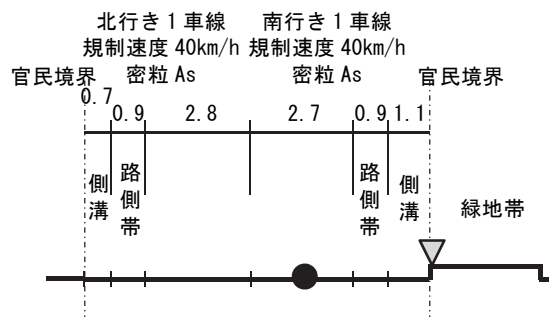 北行き１車線
規制速度 40km/h
密粒 As
南行き１車線
規制速度 40km/h
密粒 As
官民境界
官民境界
0.7
0.9
2.8
2.7
0.9
1.1
側溝
路側帯
路側帯
側溝
緑地帯